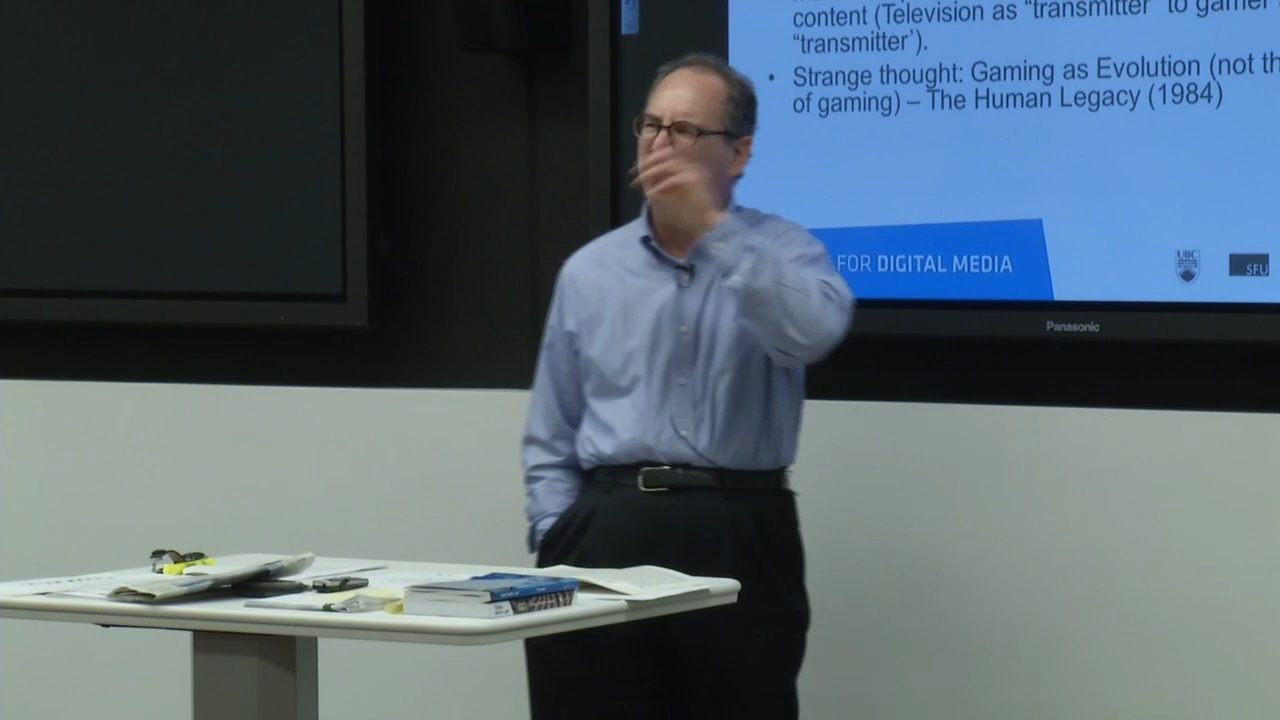 content (Television as “transmitter” to gamer
“transmitter’).
• Strange thought: Gaming as Evolution (not th
of gaming) – The Human Legacy (1984)
FOR DIGITAL MEDIA
UBC
SFU
Panasonic